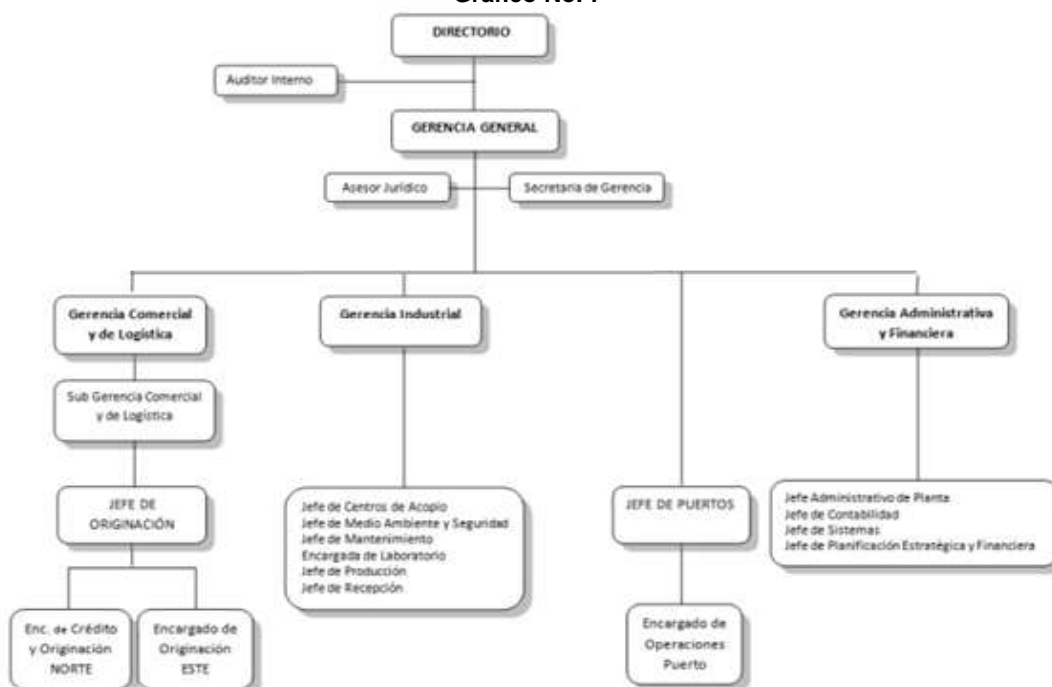 DIRECTORIO
Auditor Interno
GERENCIA GENERAL
Asesor Jurídico
Secretaria de Gerencia
Gerencia Comercial
y de Logística
Gerencia Industrial
Gerencia Administrativa
y Financiera
Sub Gerencia Comercial
y de Logística
JEFE DE
ORIGINACIÓN
Jefe de Centros de Acopio
Jefe de Medio Ambiente y Seguridad
Jefe de Mantenimiento
Encargada de Laboratorio
Jefe de Producción
Jefe de Recepción
JEFE DE PUERTOS
Jefe Administrativo de Planta
Jefe de Contabilidad
Jefe de Sistemas
Jefe de Planificación Estratégica y Financiera
Enc. de Crédito
y Originación
NORTE
Encargado de
Originación
ESTE
Encargado de
Operaciones
Puerto